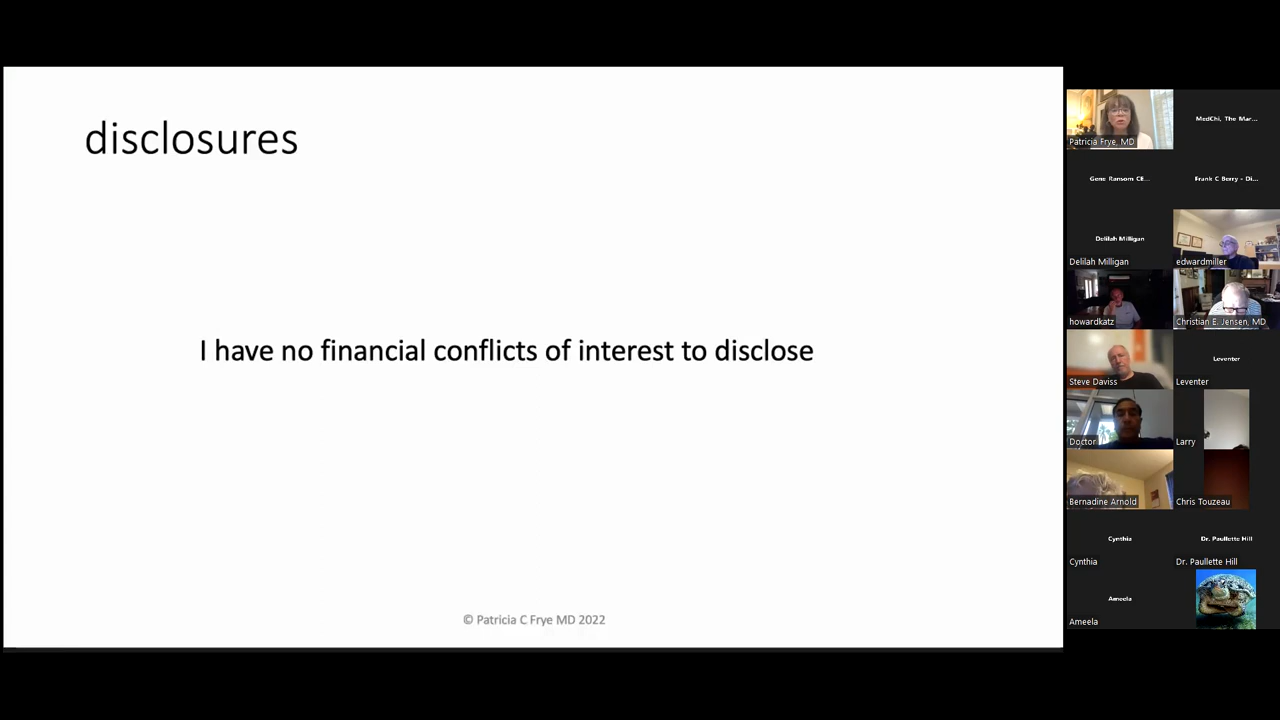 disclosures
I have no financial conflicts of interest to disclose
© Patricia C Frye MD 2022
Patricia Frye, MD
MedChi, The Mar...
Gene Ransom CE...
Frank C Berry - Di...
Delilah Milligan
Delilah Milligan
edwardmiller
howardkatz
Christian E. Jensen, MD
Steve Daviss
Leventer
Leventer
Doctor
Larry
Bernadine Arnold
Chris Touzeau
Cynthia
Cynthia
Dr. Paullette Hill
Dr. Paullette Hill
Ameela
Ameela